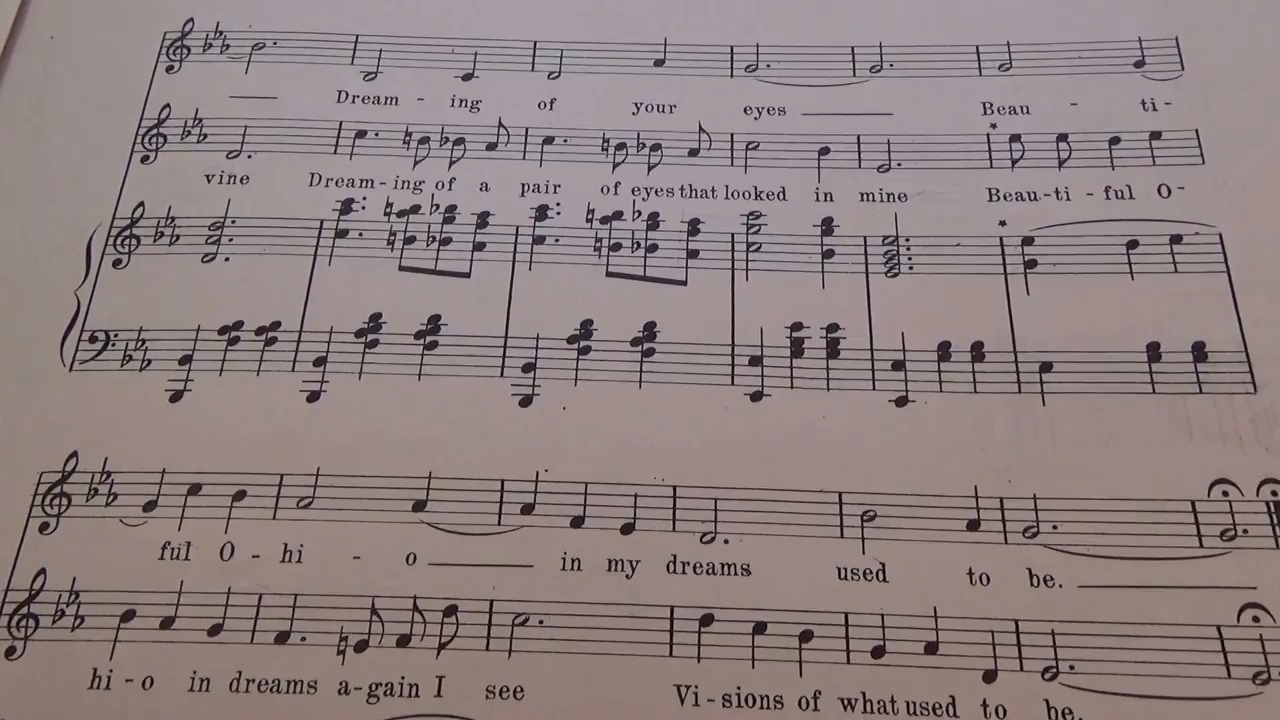 Dream - ing of your eyes Beau - ti-
vine Dream-ing of a pair of eyes that looked in mine Beau-ti-ful O-
ful O-hi - o in my dreams used to be.
hi-o in dreams a-gain I see Vi-sions of what used to be.